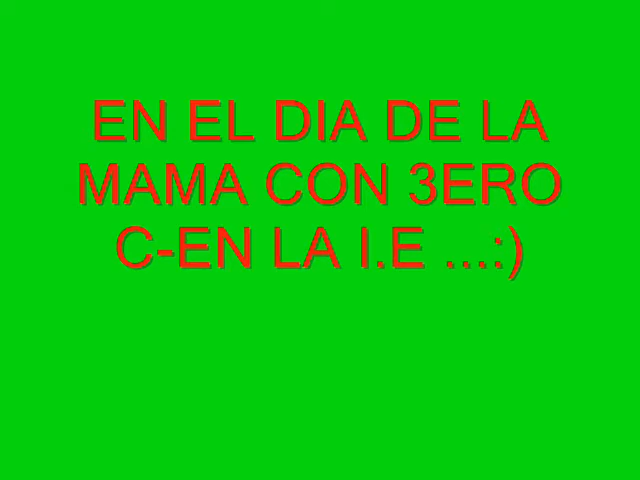 EN EL DIA DE LA
MAMA CON 3ERO
C-EN LA I.E ...:)